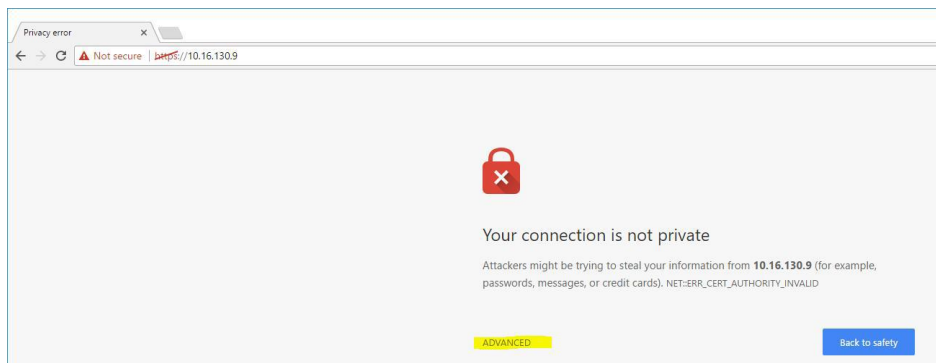 Privacy error
Not secure | https://10.16.130.9
Your connection is not private
Attackers might be trying to steal your information from 10.16.130.9 (for example,
passwords, messages, or credit cards). NET::ERR_CERT_AUTHORITY_INVALID
ADVANCED
Back to safety